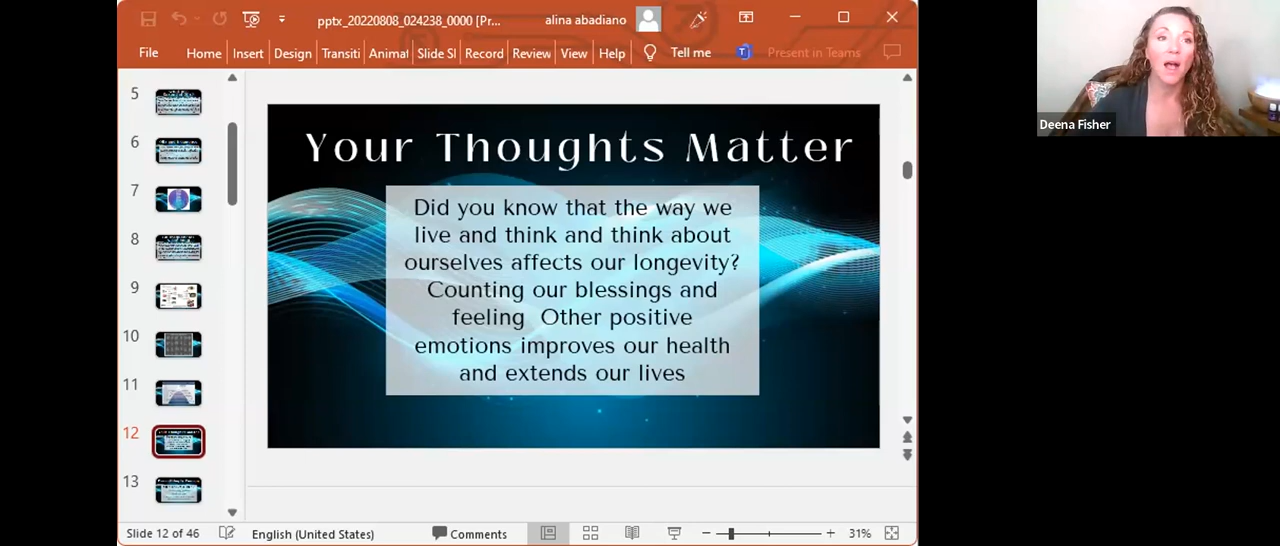 pptx_20220808_024238_0000 [Pr...
alina abadiano
File Home Insert Design Transiti Animal Slide Sl Record Review View Help Tell me Present in Teams
Deena Fisher
5
6
7
8
9
10
11
12
13
Your Thoughts Matter
Did you know that the way we
live and think and think about
ourselves affects our longevity?
Counting our blessings and
feeling Other positive
emotions improves our health
and extends our lives
Slide 12 of 46 English (United States) Comments 31%